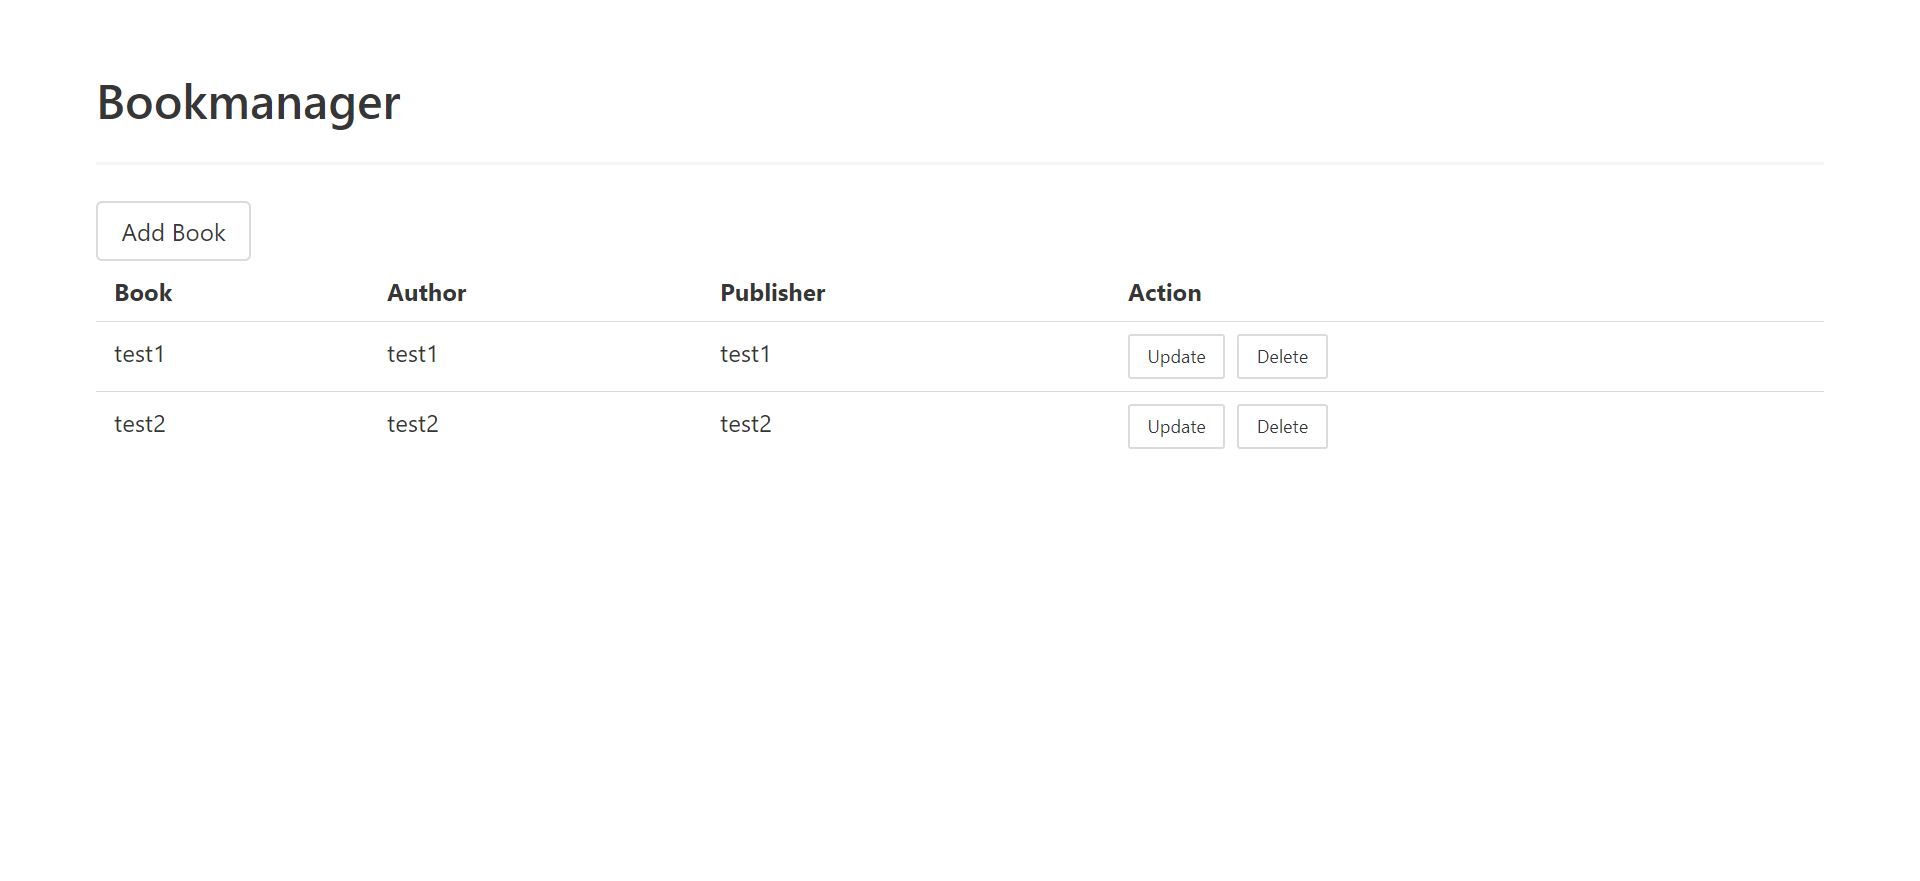 Bookmanager
Add Book
Book Author Publisher Action
test1 test1 test1 Update Delete
test2 test2 test2 Update Delete